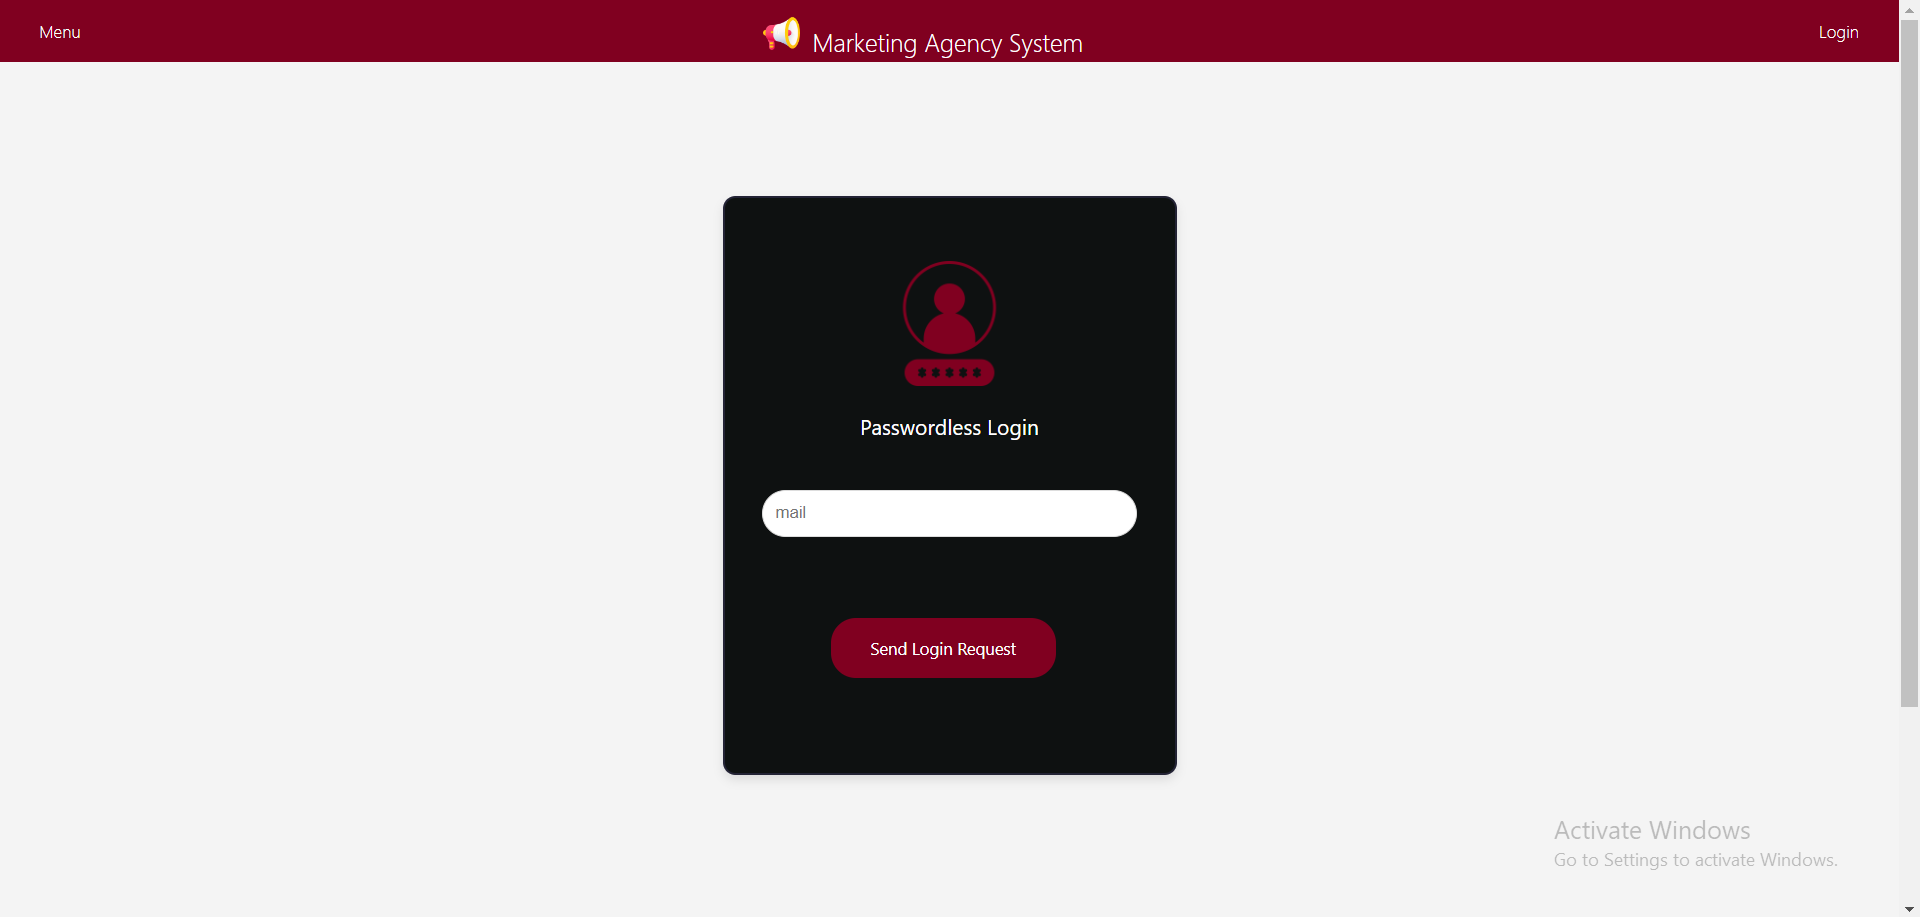 Menu
Marketing Agency System
Login
*****
Passwordless Login
mail
Send Login Request
Activate Windows
Go to Settings to activate Windows.